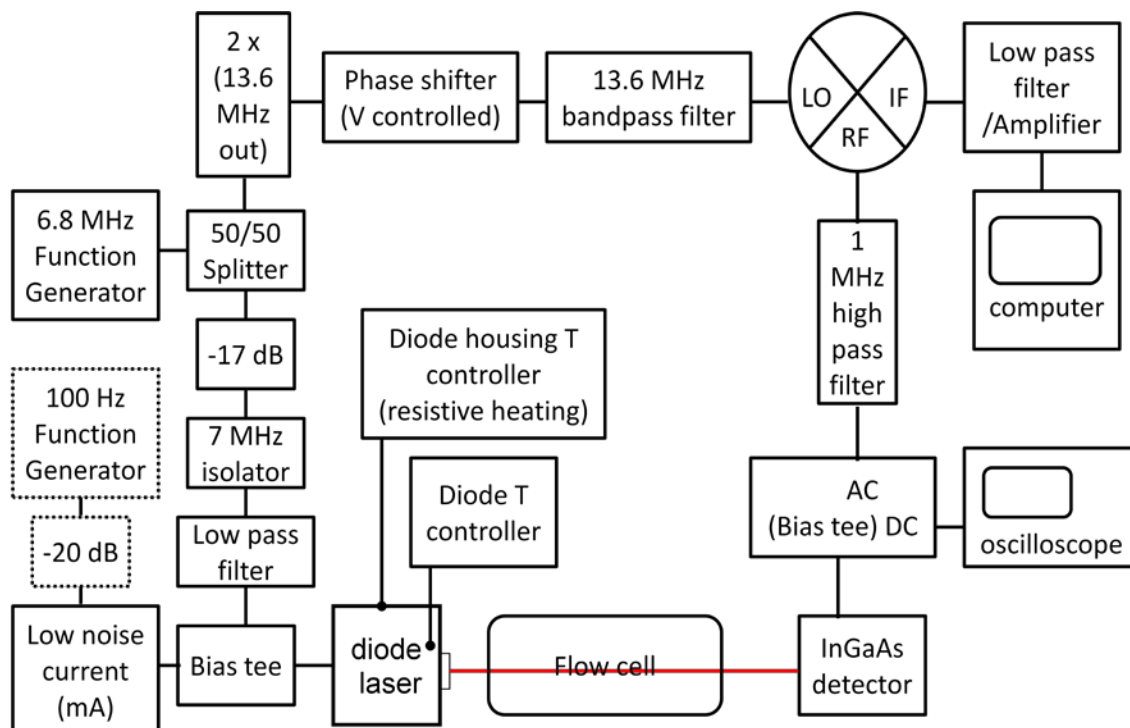 2 x
(13.6
MHz
out)
Phase shifter
(V controlled)
13.6 MHz
bandpass filter
LO
IF
RF
Low pass
filter
/Amplifier
6.8 MHz
Function
Generator
50/50
Splitter
1
MHz
high
pass
filter
computer
-17 dB
Diode housing T
controller
(resistive heating)
100 Hz
Function
Generator
7 MHz
isolator
Diode T
controller
AC
(Bias tee) DC
oscilloscope
-20 dB
Low pass
filter
Low noise
current
(mA)
Bias tee
diode
laser
Flow cell
InGaAs
detector